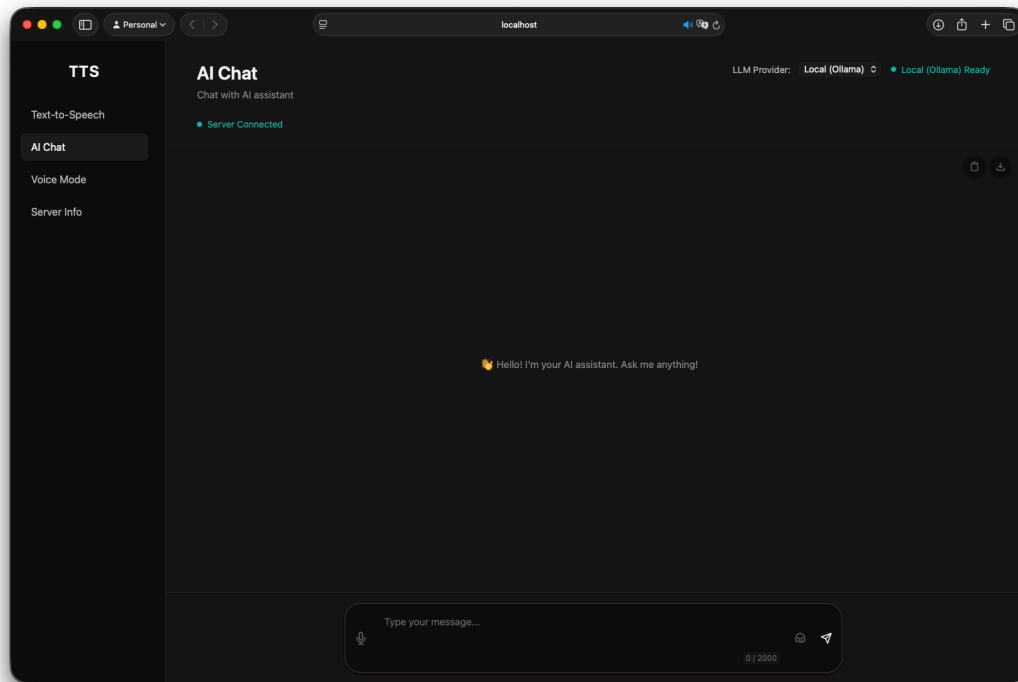 Personal
localhost
TTS
Text-to-Speech
AI Chat
Voice Mode
Server Info
AI Chat
Chat with AI assistant
Server Connected
LLM Provider: Local (Ollama) Local (Ollama) Ready
👋 Hello! I'm your AI assistant. Ask me anything!
Type your message...
0 / 2000